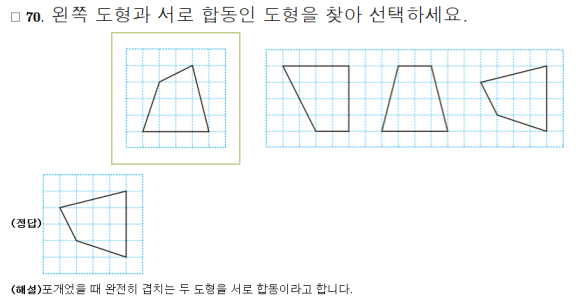 □ 70. 왼쪽 도형과 서로 합동인 도형을 찾아 선택하세요.
(정답)
(해설)포개었을 때 완전히 겹치는 두 도형을 서로 합동이라고 합니다.